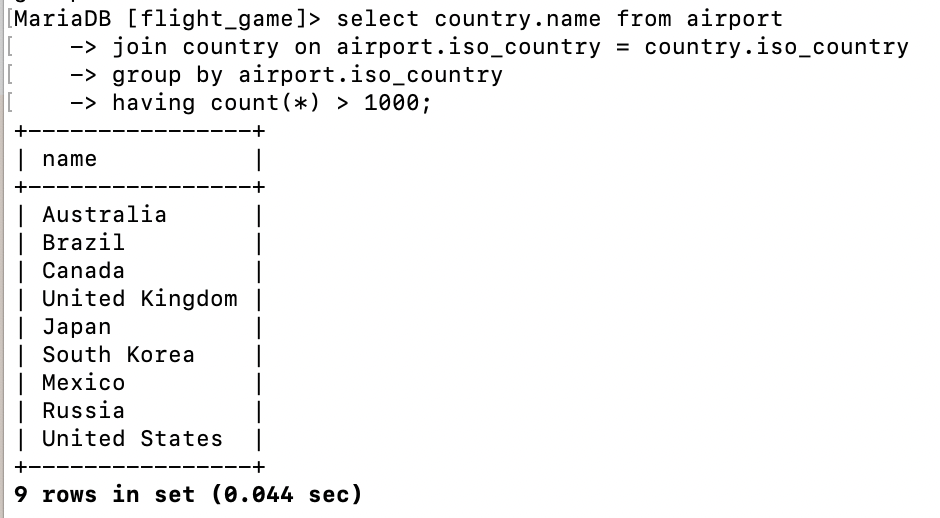 MariaDB [flight_game]> select country.name from airport
    -> join country on airport.iso_country = country.iso_country
    -> group by airport.iso_country
    -> having count(*) > 1000;
+----------------+
| name           |
+----------------+
| Australia      |
| Brazil         |
| Canada         |
| United Kingdom |
| Japan          |
| South Korea    |
| Mexico         |
| Russia         |
| United States  |
+----------------+
9 rows in set (0.044 sec)